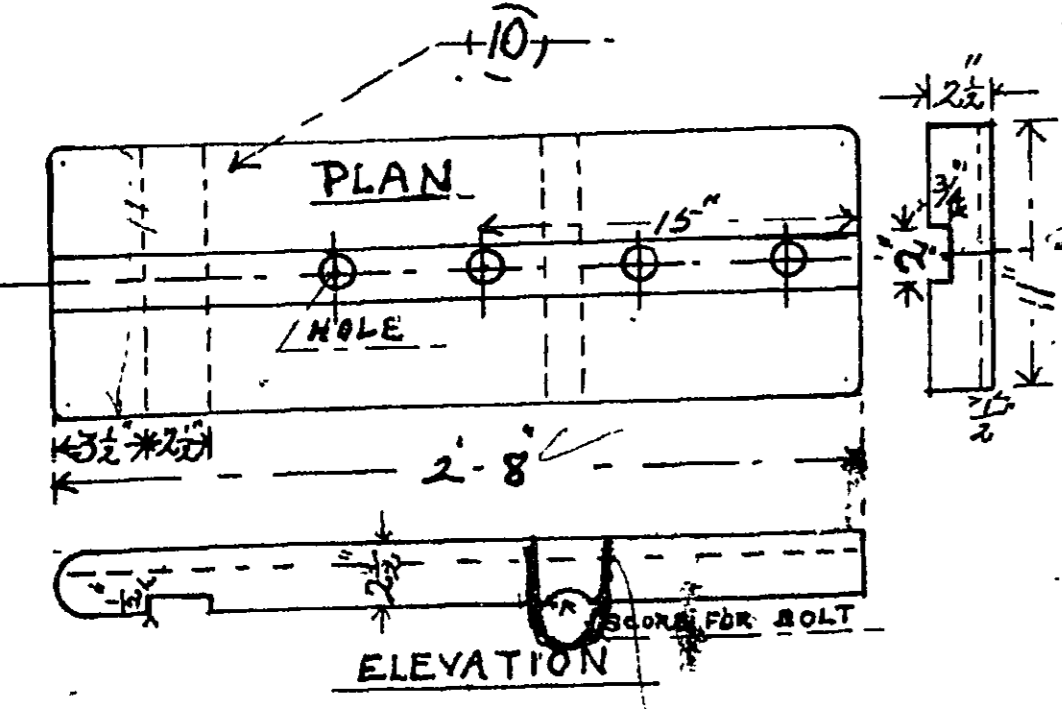 10
2½"
PLAN
¾"
15"
2"
11"
HOLE
½"
3½" 2½"
2'-8"
2½"
SCORE FOR BOLT
ELEVATION